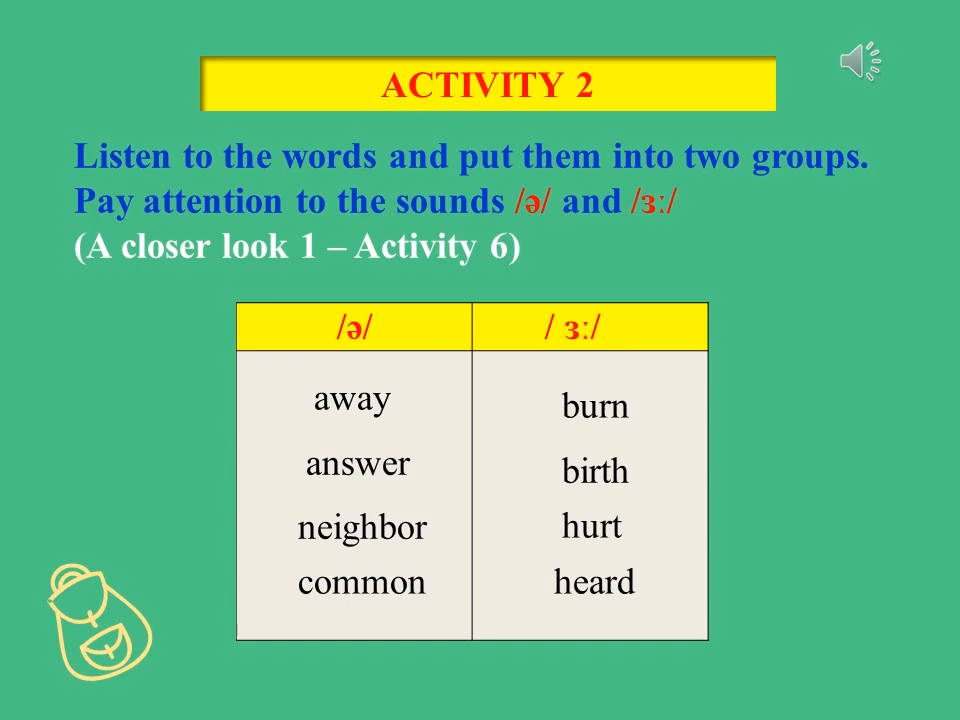 ACTIVITY 2
Listen to the words and put them into two groups.
Pay attention to the sounds /ə/ and /ɜː/
(A closer look 1 – Activity 6)
/ə/ / ɜː/
away burn
answer birth
neighbor hurt
common heard